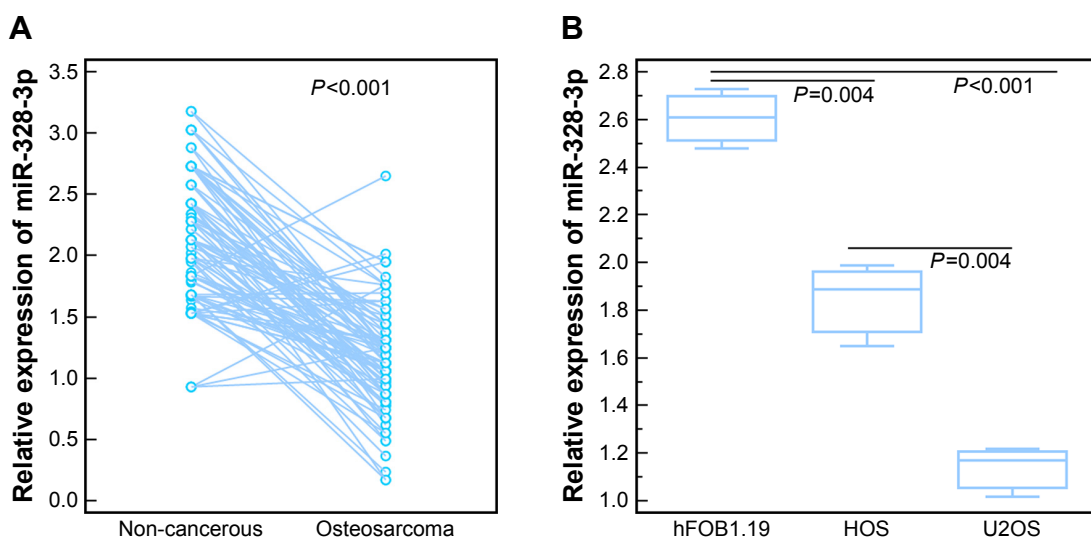 A
Relative expression of miR-328-3p
3.5
3.0
2.5
2.0
1.5
1.0
0.5
0.0
P<0.001
Non-cancerous
Osteosarcoma
B
Relative expression of miR-328-3p
2.8
2.6
2.4
2.2
2.0
1.8
1.6
1.4
1.2
1.0
P=0.004
P<0.001
P=0.004
hFOB1.19
HOS
U2OS